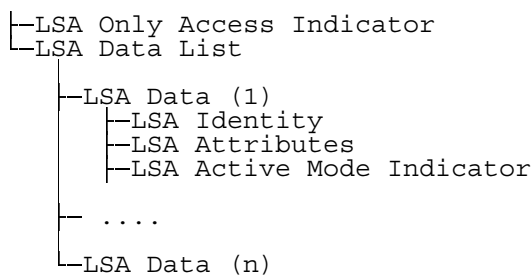 LSA Only Access Indicator
LSA Data List
LSA Data (1)
LSA Identity
LSA Attributes
LSA Active Mode Indicator
....
LSA Data (n)